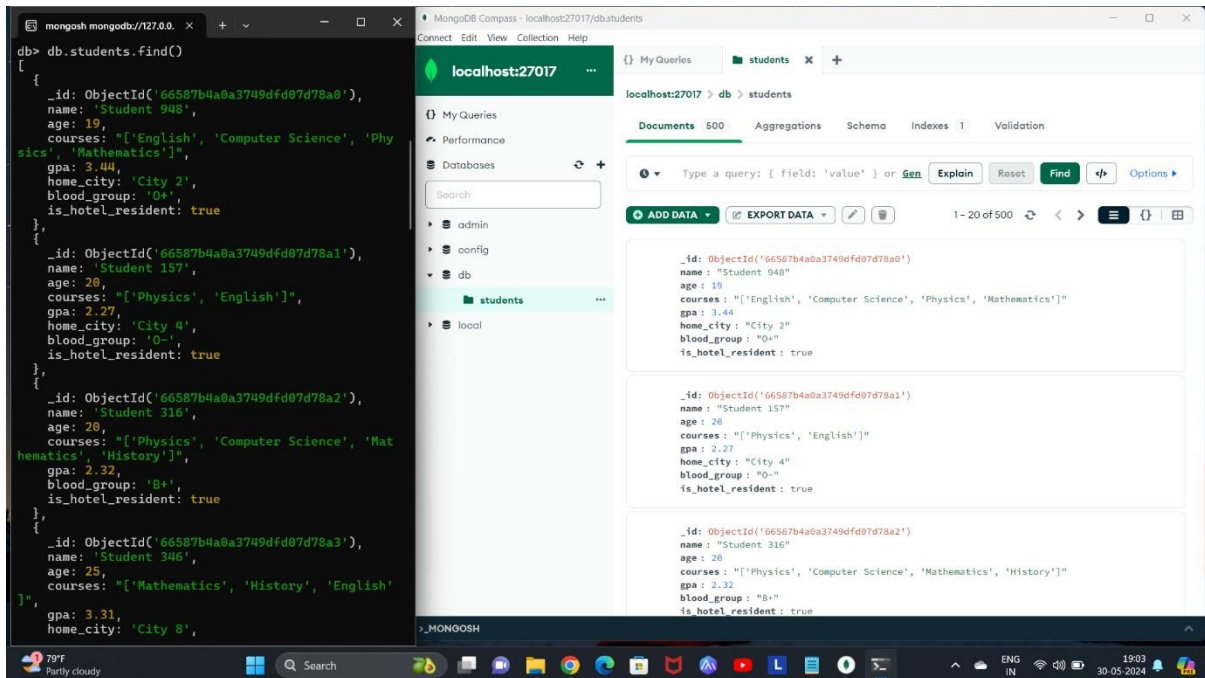 mongosh mongodb://127.0.0.
db> db.students.find()
[
{
_id: ObjectId('66587b4a0a3749dfd07d78a0'),
name: 'Student 948',
age: 19,
courses: "['English', 'Computer Science', 'Phy
sics', 'Mathematics']",
gpa: 3.44,
home_city: 'City 2',
blood_group: 'O+',
is_hotel_resident: true
},
{
_id: ObjectId('66587b4a0a3749dfd07d78a1'),
name: 'Student 157',
age: 20,
courses: "['Physics', 'English']",
gpa: 2.27,
home_city: 'City 4',
blood_group: 'O-',
is_hotel_resident: true
},
{
_id: ObjectId('66587b4a0a3749dfd07d78a2'),
name: 'Student 316',
age: 20,
courses: "['Physics', 'Computer Science', 'Mat
hematics', 'History']",
gpa: 2.32,
blood_group: 'B+',
is_hotel_resident: true
},
{
_id: ObjectId('66587b4a0a3749dfd07d78a3'),
name: 'Student 346',
age: 25,
courses: "['Mathematics', 'History', 'English'
]",
gpa: 3.31,
home_city: 'City 8',
MongoDB Compass - localhost:27017/db.students
Connect Edit View Collection Help
localhost:27017 ...
{} My Queries
Performance
Databases
Search
admin
config
db
students ...
local
{} My Queries students
localhost:27017 > db > students
Documents 500 Aggregations Schema Indexes 1 Validation
Type a query: { field: 'value' } or Gen Explain Reset Find </> Options
ADD DATA EXPORT DATA 1 – 20 of 500 {}
_id: ObjectId('66587b4a0a3749dfd07d78a0')
name : "Student 948"
age : 19
courses : "['English', 'Computer Science', 'Physics', 'Mathematics']"
gpa : 3.44
home_city : "City 2"
blood_group : "O+"
is_hotel_resident : true
_id: ObjectId('66587b4a0a3749dfd07d78a1')
name : "Student 157"
age : 20
courses : "['Physics', 'English']"
gpa : 2.27
home_city : "City 4"
blood_group : "O-"
is_hotel_resident : true
_id: ObjectId('66587b4a0a3749dfd07d78a2')
name : "Student 316"
age : 20
courses : "['Physics', 'Computer Science', 'Mathematics', 'History']"
gpa : 2.32
blood_group : "B+"
is_hotel_resident : true
>_MONGOSH
1
79°F
Partly cloudy
Search
L
ENG
IN
19:03
30-05-2024